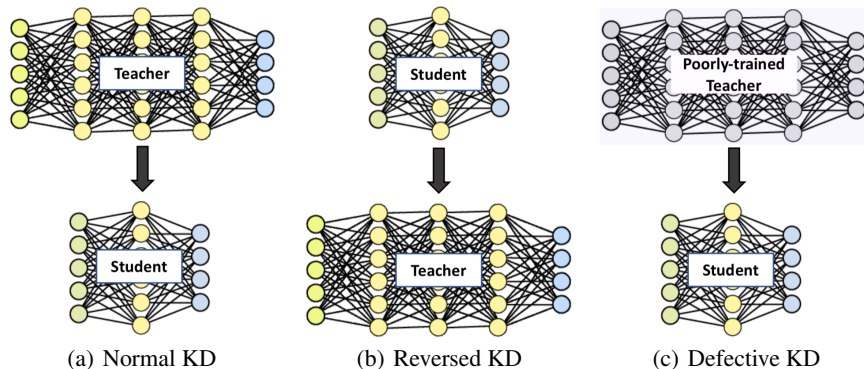 Teacher
Student
Poorly-trained
Teacher
Student
Teacher
Student
(a) Normal KD
(b) Reversed KD
(c) Defective KD